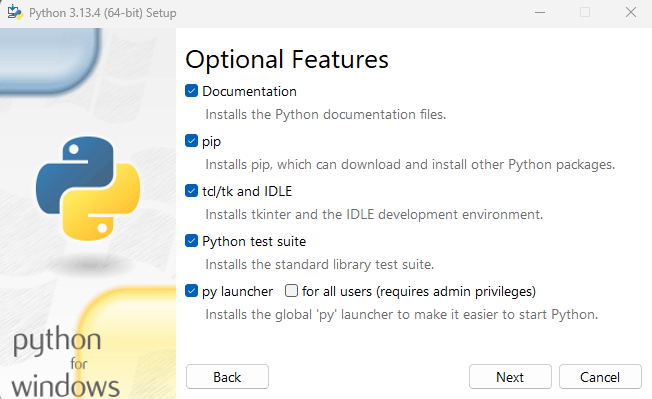 Python 3.13.4 (64-bit) Setup
Optional Features
Documentation
Installs the Python documentation files.
pip
Installs pip, which can download and install other Python packages.
tcl/tk and IDLE
Installs tkinter and the IDLE development environment.
Python test suite
Installs the standard library test suite.
py launcher for all users (requires admin privileges)
Installs the global 'py' launcher to make it easier to start Python.
python
for
windows
Back Next Cancel